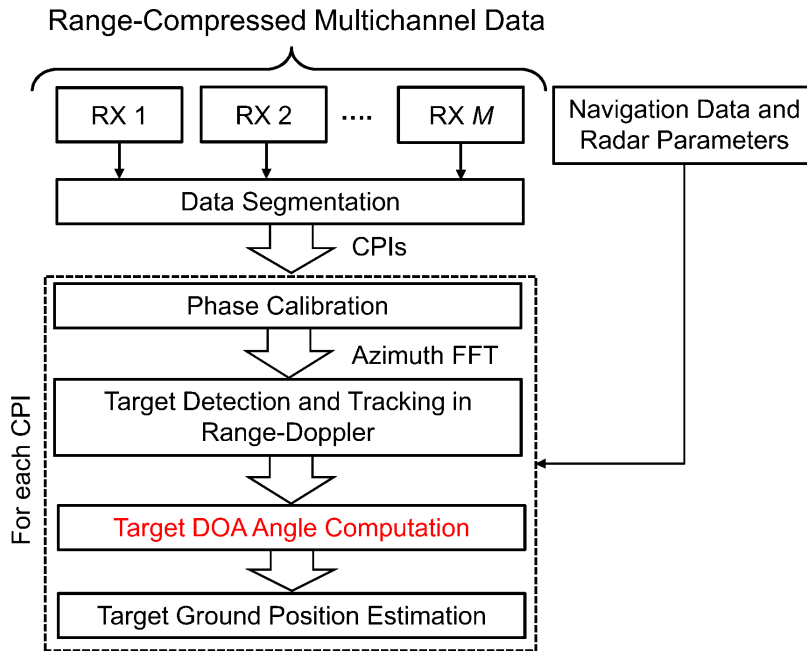 Range-Compressed Multichannel Data
RX 1
RX 2
....
RX M
Navigation Data and
Radar Parameters
Data Segmentation
CPIs
Phase Calibration
Azimuth FFT
Target Detection and Tracking in
Range-Doppler
For each CPI
Target DOA Angle Computation
Target Ground Position Estimation